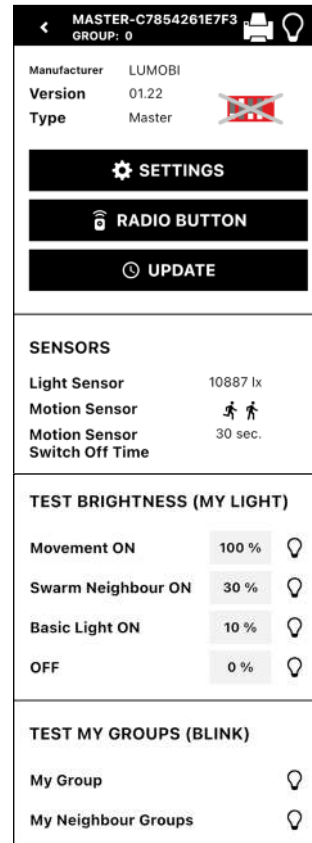 MASTER-C7854261E7F3
GROUP: 0
Manufacturer LUMOBI
Version 01.22
Type Master
SETTINGS
RADIO BUTTON
UPDATE
SENSORS
Light Sensor 10887 lx
Motion Sensor
Motion Sensor 30 sec.
Switch Off Time
TEST BRIGHTNESS (MY LIGHT)
Movement ON 100 %
Swarm Neighbour ON 30 %
Basic Light ON 10 %
OFF 0 %
TEST MY GROUPS (BLINK)
My Group
My Neighbour Groups